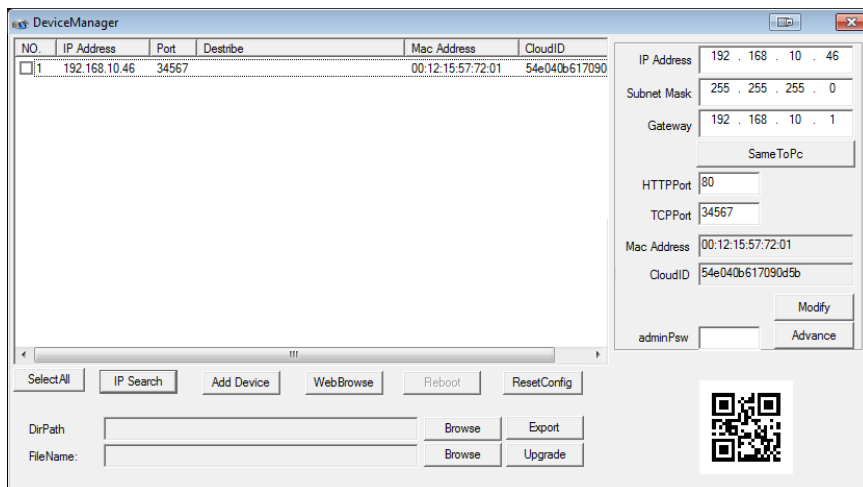 DeviceManager
NO. IP Address Port Destribe Mac Address CloudID
1 192.168.10.46 34567 00:12:15:57:72:01 54e040b617090
IP Address 192 . 168 . 10 . 46
Subnet Mask 255 . 255 . 255 . 0
Gateway 192 . 168 . 10 . 1
SameToPc
HTTPPort 80
TCPPort 34567
Mac Address 00:12:15:57:72:01
CloudID 54e040b617090d5b
Modify
adminPsw Advance
SelectAll IP Search Add Device WebBrowse Reboot ResetConfig
DirPath Browse Export
FileName: Browse Upgrade